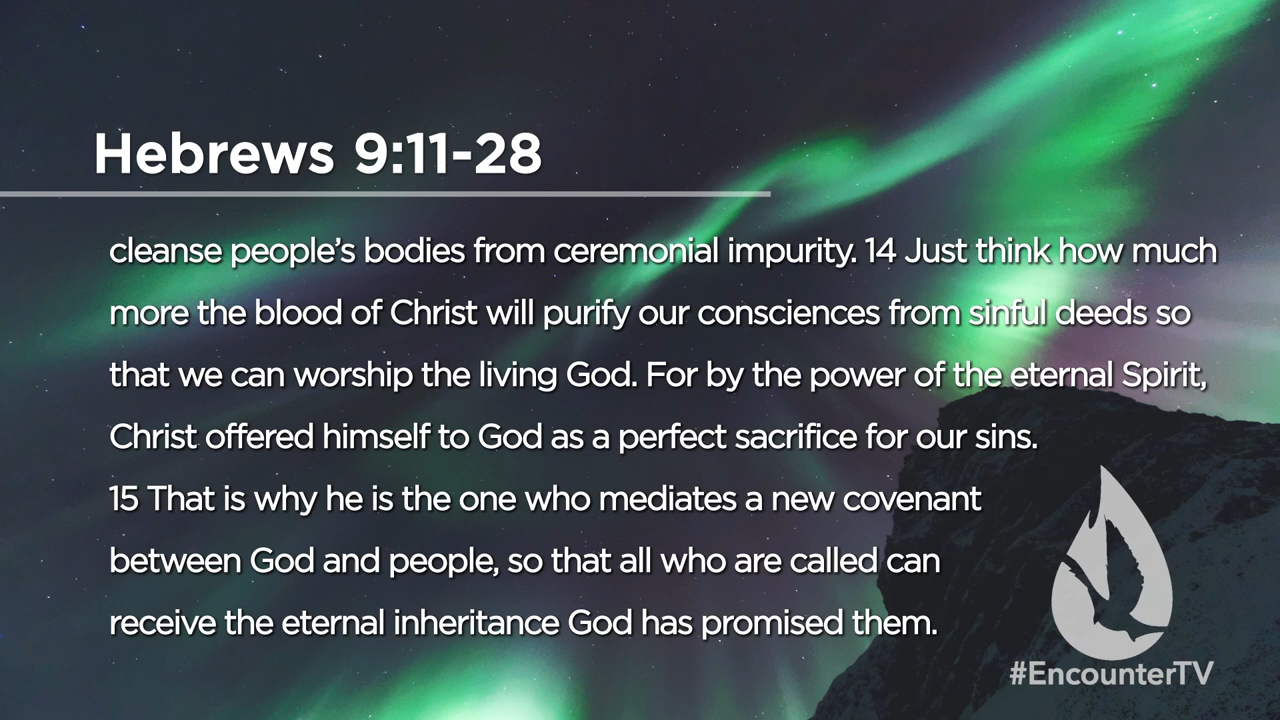 Hebrews 9:11-28
cleanse people’s bodies from ceremonial impurity. 14 Just think how much
more the blood of Christ will purify our consciences from sinful deeds so
that we can worship the living God. For by the power of the eternal Spirit,
Christ offered himself to God as a perfect sacrifice for our sins.
15 That is why he is the one who mediates a new covenant
between God and people, so that all who are called can
receive the eternal inheritance God has promised them.
#EncounterTV